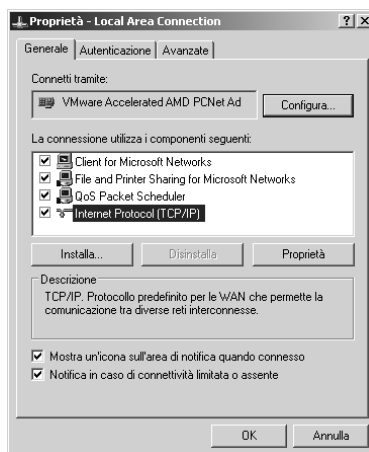 Proprietà - Local Area Connection
Generale
Autenticazione
Avanzate
Connetti tramite:
VMware Accelerated AMD PCNet Ad
Configura...
La connessione utilizza i componenti seguenti:
Client for Microsoft Networks
File and Printer Sharing for Microsoft Networks
QoS Packet Scheduler
Internet Protocol (TCP/IP)
Installa...
Disinstalla
Proprietà
Descrizione
TCP/IP. Protocollo predefinito per le WAN che permette la
comunicazione tra diverse reti interconnesse.
Mostra un'icona sull'area di notifica quando connesso
Notifica in caso di connettività limitata o assente
OK
Annulla